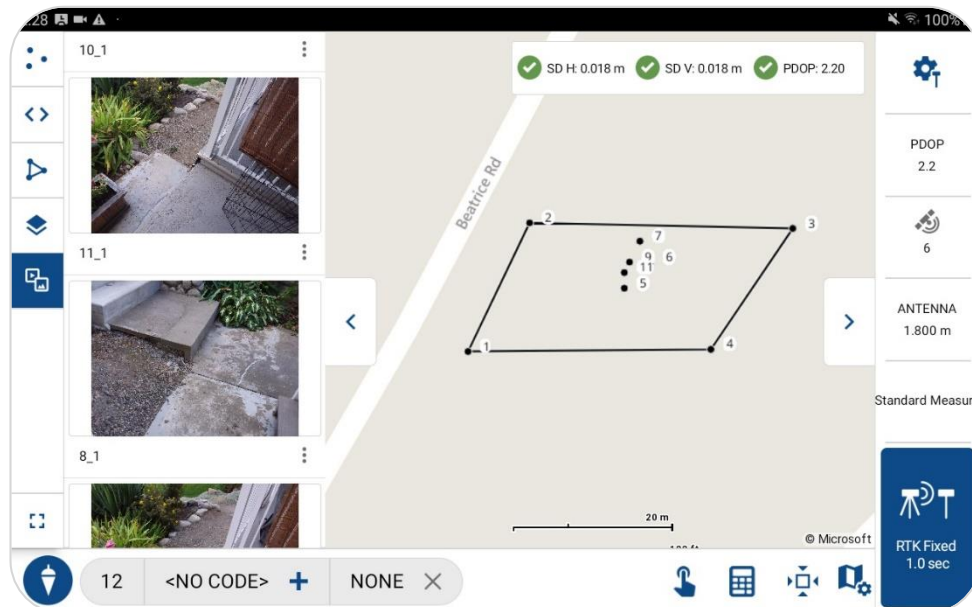 :28 100%
10_1
11_1
8_1
SD H: 0.018 m SD V: 0.018 m PDOP: 2.20
Beatrice Rd
2
3
7
9 6
11
5
1
4
20 m
© Microsoft
PDOP
2.2
6
ANTENNA
1.800 m
Standard Measur
RTK Fixed
1.0 sec
12 <NO CODE> + NONE ×